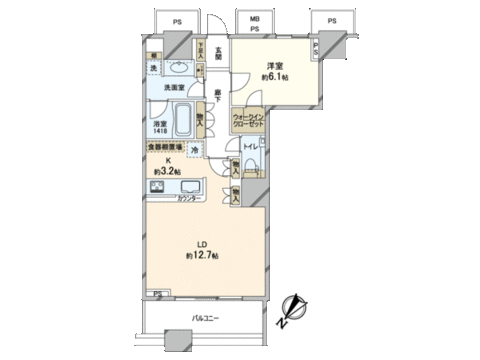 PS
MB
PS
PS
棚
洗
下足入
玄関
洋室
約6.1帖
PS
洗面室
廊下
浴室
1418
物入
ウォークイン
クローゼット
食器棚置場
冷
トイレ
K
約3.2帖
物入
カウンター
物入
LD
約12.7帖
PS
バルコニー
N